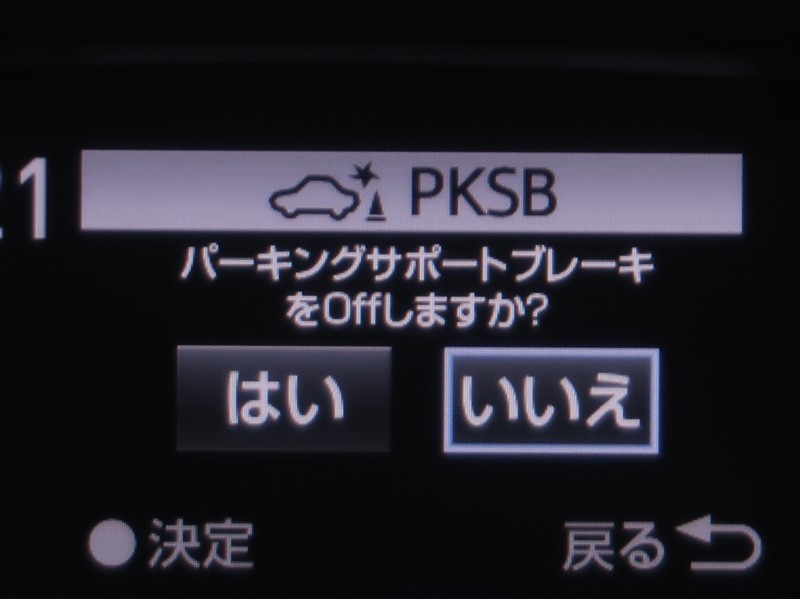 21
PKSB
パーキングサポートブレーキ
をOffしますか?
はい いいえ
決定 戻る